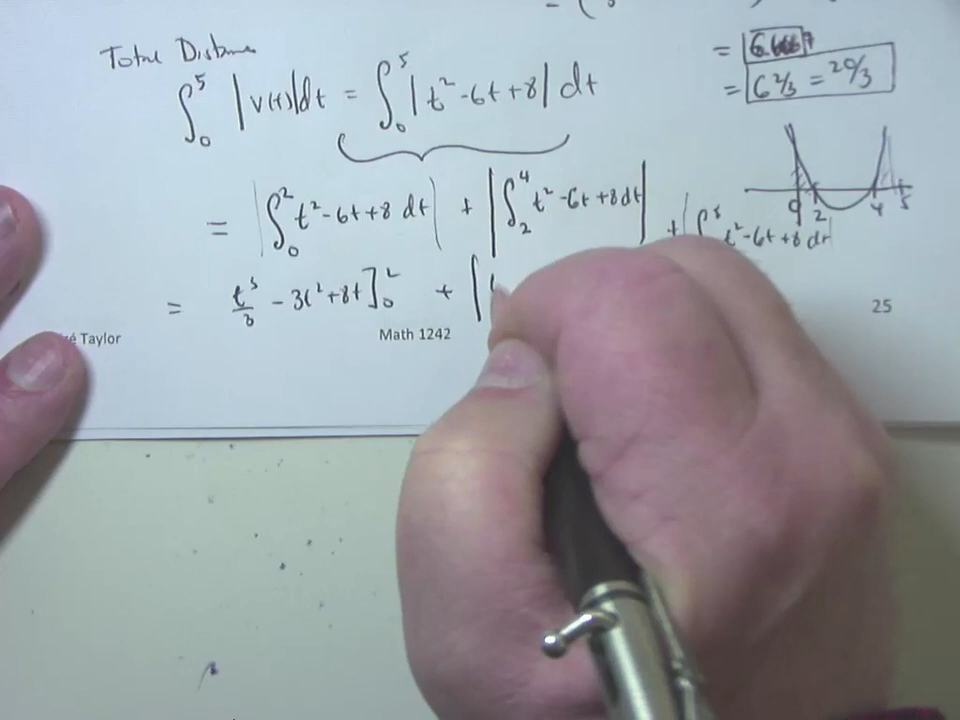 = (
Total Distance
= 6.6667
∫₀⁵ |v(t)|dt = ∫₀⁵ |t²-6t+8| dt
= 6 2/3 = 20/3
0 2 4 5
= |∫₀² t²-6t+8 dt| + |∫₂⁴ t²-6t+8 dt| + |∫⁵ t²-6t+8 dt|
= t³/3 - 3t²+8t]₀² + [
Taylor Math 1242 25